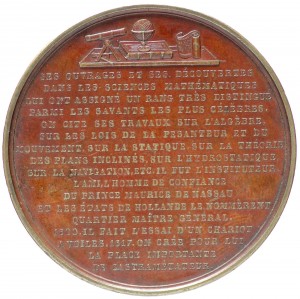 SES OUVRAGES ET SES DÉCOUVERTES
DANS LES SCIENCES MATHÉMATIQUES
LUI ONT ASSIGNÉ UN RANG TRÈS DISTINGUÉ
PARMI LES SAVANTS LES PLUS CÉLÈBRES.
ON CITE SES TRAVAUX SUR L'ALGÈBRE,
SUR LES LOIS DE LA PESANTEUR ET DU
MOUVEMENT, SUR LA STATIQUE, SUR LA THÉORIE
DES PLANS INCLINÉS, SUR L'HYDROSTATIQUE
SUR LA NAVIGATION, ETC. IL FUT L'INSTITUTEUR
L'AMI, L'HOMME DE CONFIANCE
DU PRINCE MAURICE DE NASSAU
ET LES ÉTATS DE HOLLANDE LE NOMMÈRENT
QUARTIER MAÎTRE GÉNÉRAL.
1600. IL FAIT L'ESSAI D'UN CHARIOT
A VOILES. 1617. ON CRÉE POUR LUI
LA PLACE IMPORTANTE
DE CASTRAMÉTATEUR.